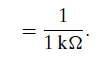 = 1 / 1 kΩ.